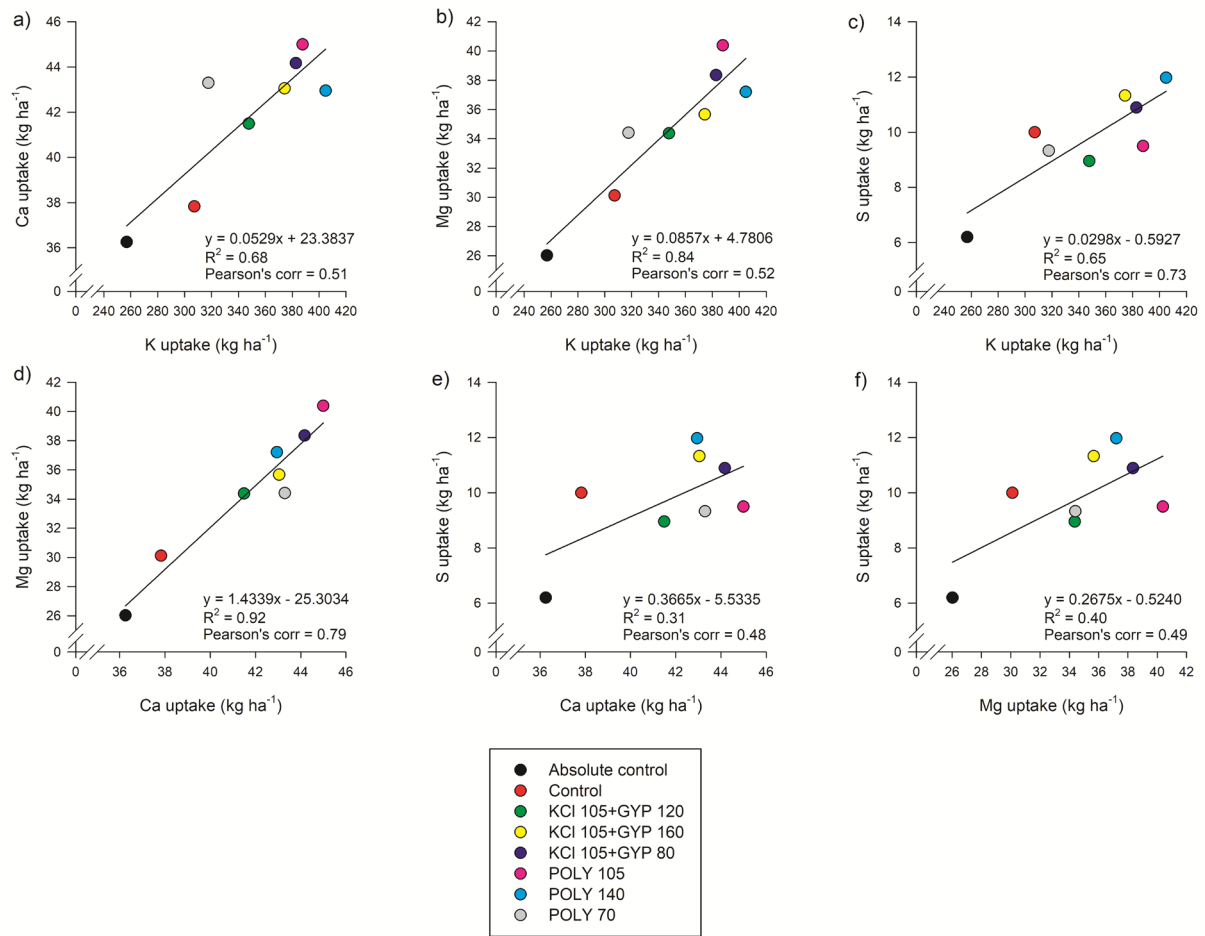 a)
46
44
42
40
38
36
0
Ca uptake (kg ha-1)
y = 0.0529x + 23.3837
R2 = 0.68
Pearson's corr = 0.51
0 240 260 280 300 320 340 360 380 400 420
K uptake (kg ha-1)
b)
42
40
38
36
34
32
30
28
26
0
Mg uptake (kg ha-1)
y = 0.0857x + 4.7806
R2 = 0.84
Pearson's corr = 0.52
0 240 260 280 300 320 340 360 380 400 420
K uptake (kg ha-1)
c)
14
12
10
8
6
0
S uptake (kg ha-1)
y = 0.0298x - 0.5927
R2 = 0.65
Pearson's corr = 0.73
0 240 260 280 300 320 340 360 380 400 420
K uptake (kg ha-1)
d)
42
40
38
36
34
32
30
28
26
0
Mg uptake (kg ha-1)
y = 1.4339x - 25.3034
R2 = 0.92
Pearson's corr = 0.79
0 36 38 40 42 44 46
Ca uptake (kg ha-1)
e)
14
12
10
8
6
0
S uptake (kg ha-1)
y = 0.3665x - 5.5335
R2 = 0.31
Pearson's corr = 0.48
0 36 38 40 42 44 46
Ca uptake (kg ha-1)
f)
14
12
10
8
6
0
S uptake (kg ha-1)
y = 0.2675x - 0.5240
R2 = 0.40
Pearson's corr = 0.49
0 26 30 32 34 36 38 40 42
Mg uptake (kg ha-1)
Absolute control
Control
KCl 105+GYP 120
KCl 105+GYP 160
KCl 105+GYP 80
POLY 105
POLY 140
POLY 70